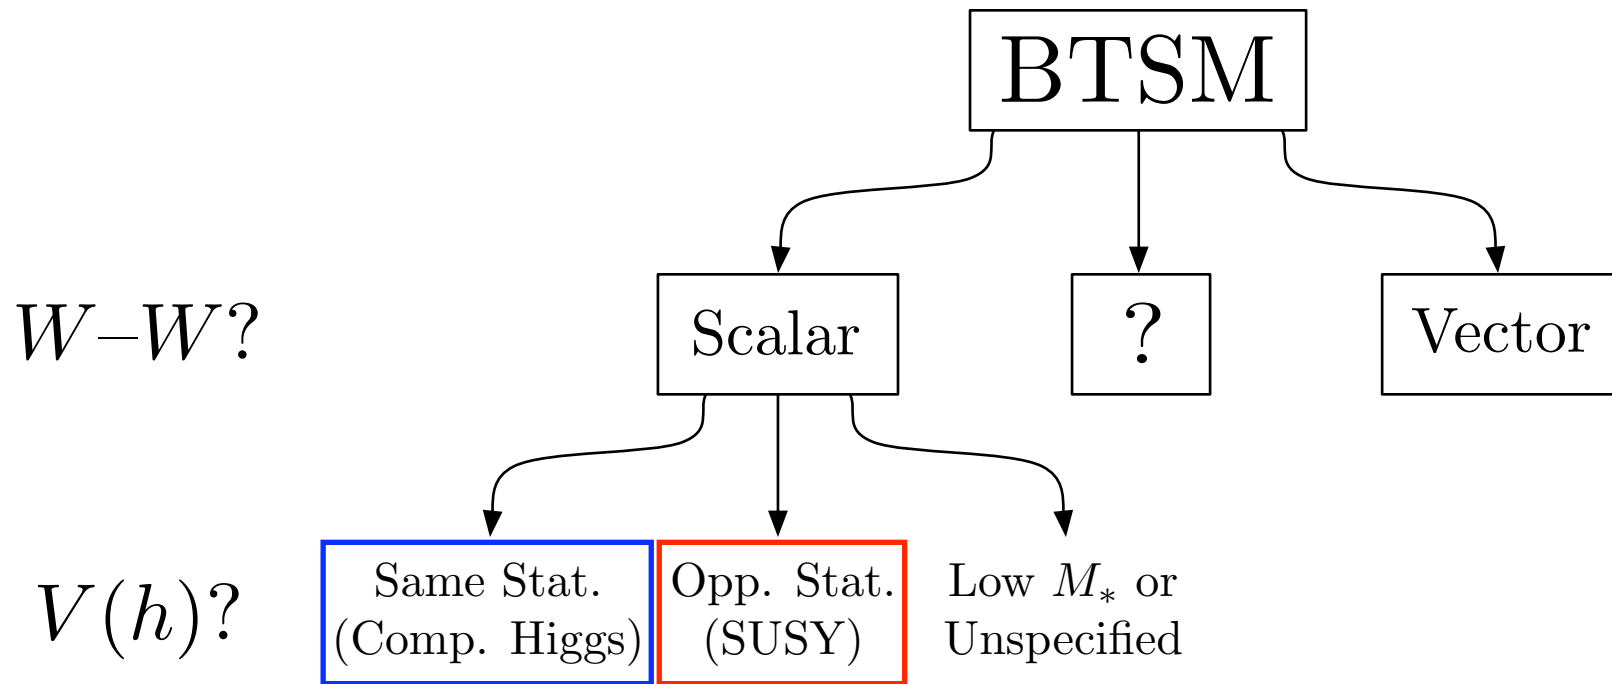 BTSM
W–W?
Scalar
?
Vector
V(h)?
Same Stat.
(Comp. Higgs)
Opp. Stat.
(SUSY)
Low M∗ or
Unspecified